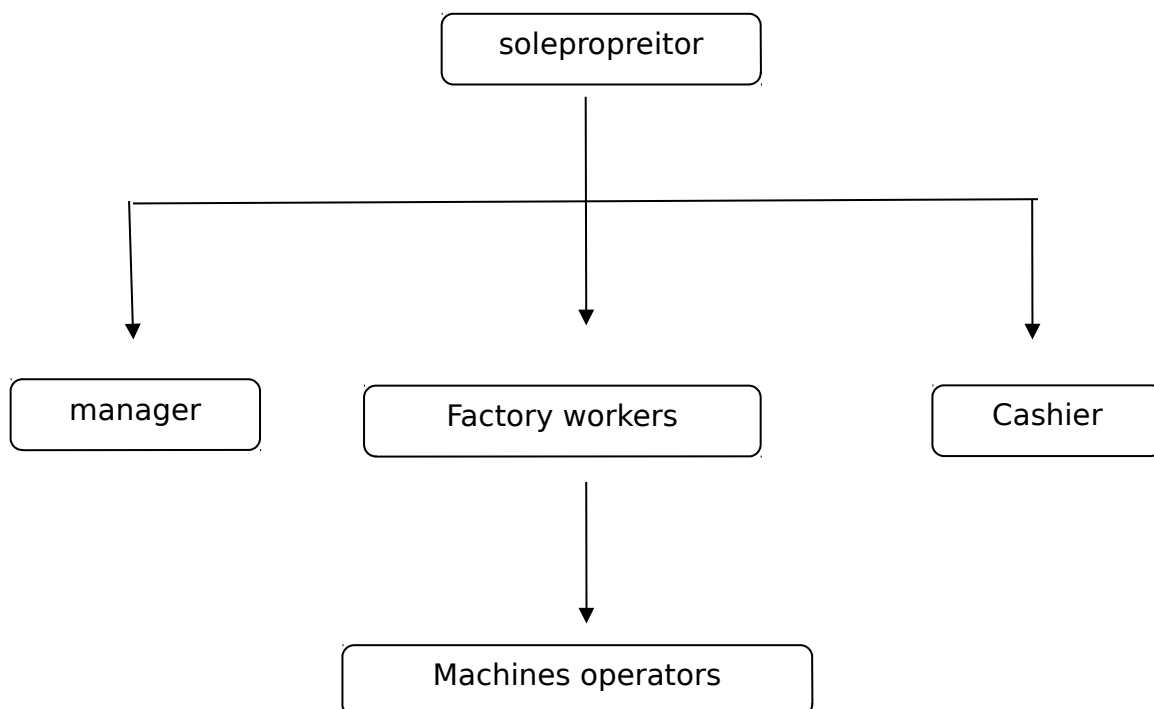 solepropreitor
manager
Factory workers
Cashier
Machines operators